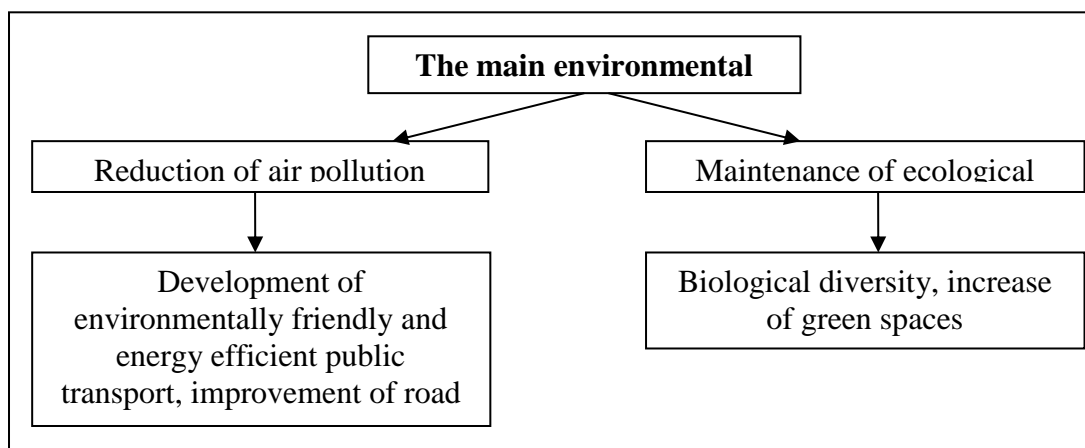 The main environmental
Reduction of air pollution
Maintenance of ecological
Development of
environmentally friendly and
energy efficient public
transport, improvement of road
Biological diversity, increase
of green spaces